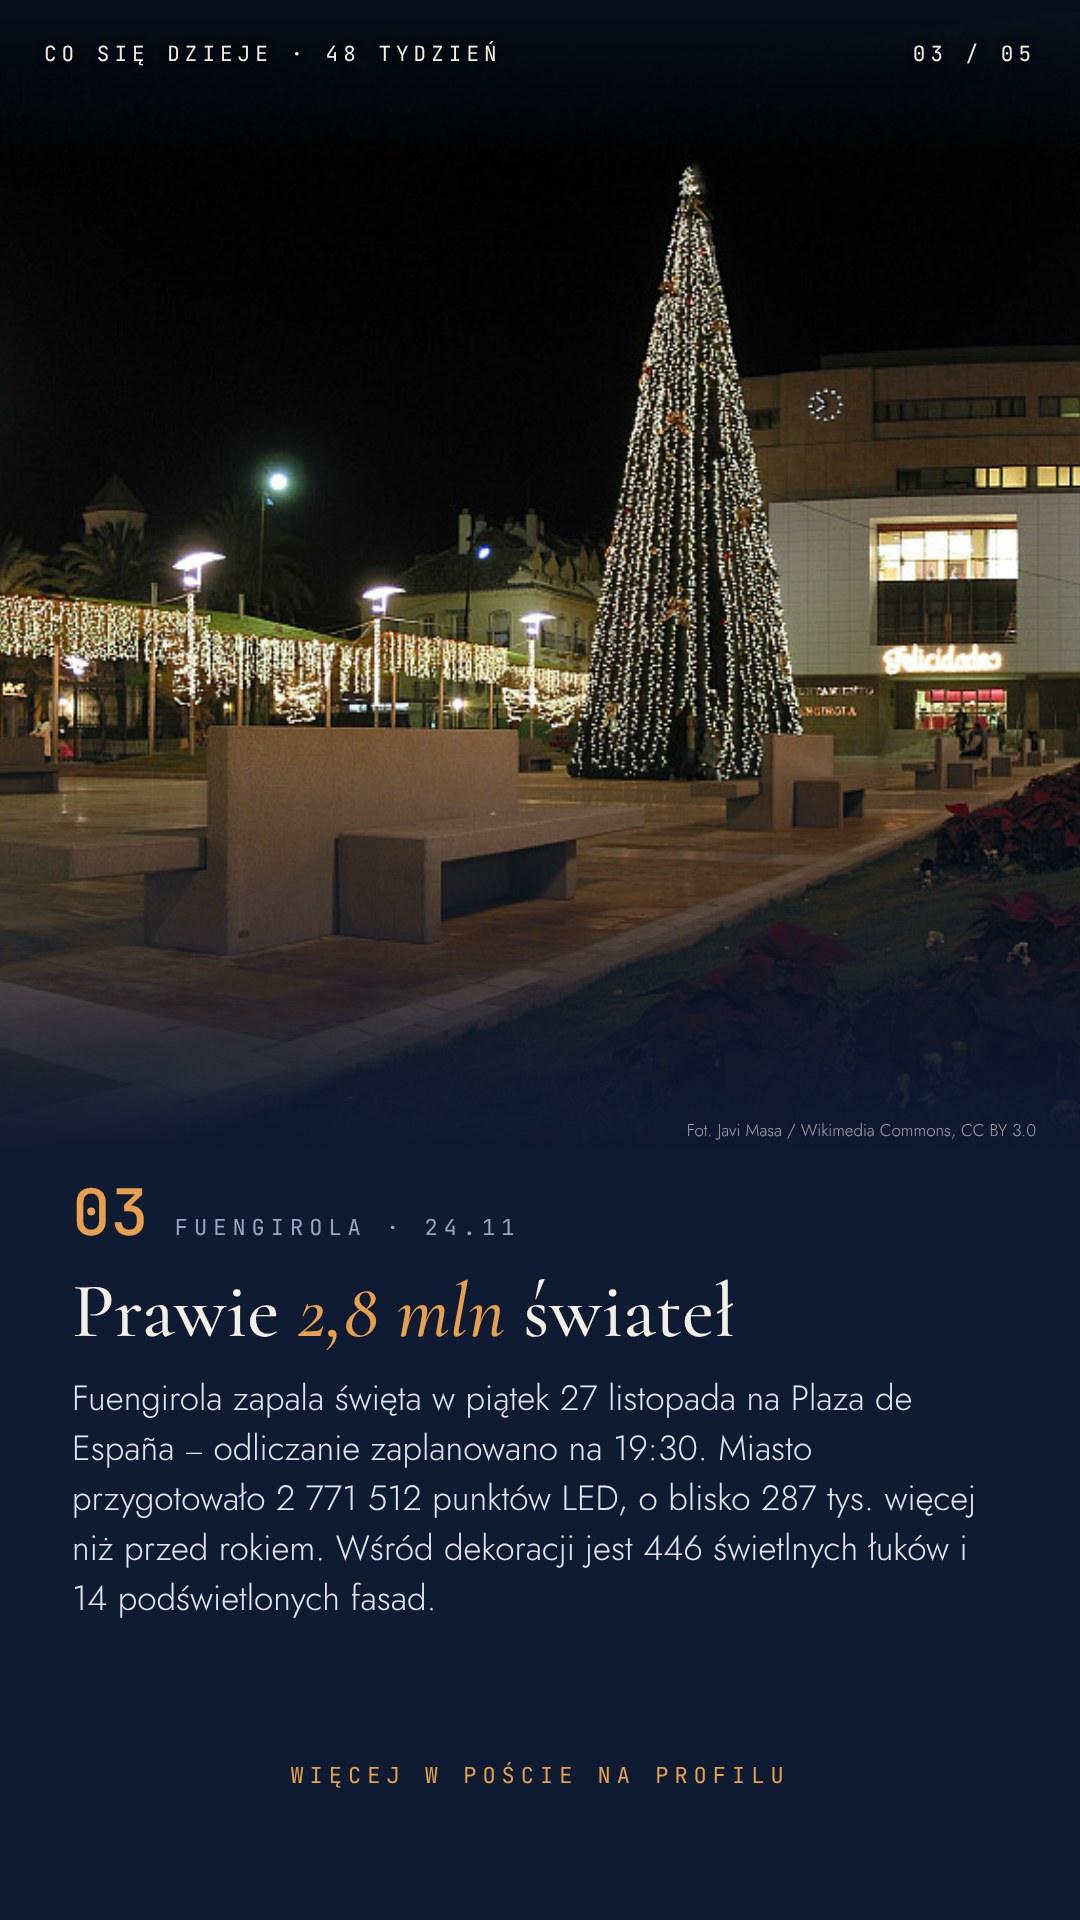 CO SIĘ DZIEJE · 48 TYDZIEŃ
03 / 05
Felicidades
Fot. Javi Masa / Wikimedia Commons, CC BY 3.0
03 FUENGIROLA · 24.11
Prawie 2,8 mln świateł
Fuengirola zapala święta w piątek 27 listopada na Plaza de
España – odliczanie zaplanowano na 19:30. Miasto
przygotowało 2 771 512 punktów LED, o blisko 287 tys. więcej
niż przed rokiem. Wśród dekoracji jest 446 świetlnych łuków i
14 podświetlonych fasad.
WIĘCEJ W POŚCIE NA PROFILU